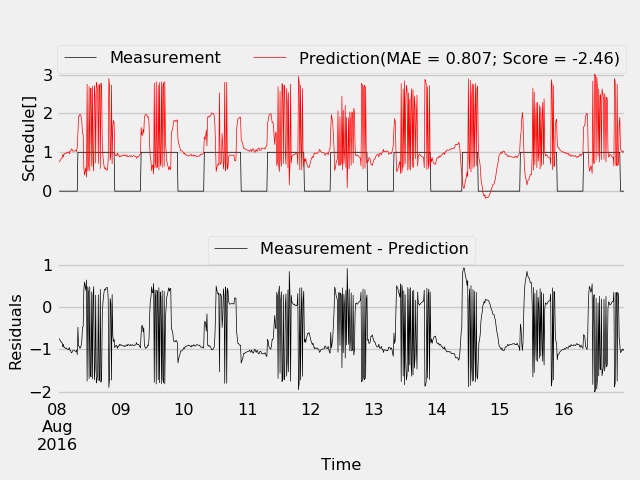 Measurement Prediction(MAE = 0.807; Score = -2.46)
Schedule[]
3
2
1
0
Measurement - Prediction
Residuals
1
0
−1
−2
08 09 10 11 12 13 14 15 16
Aug
2016
Time